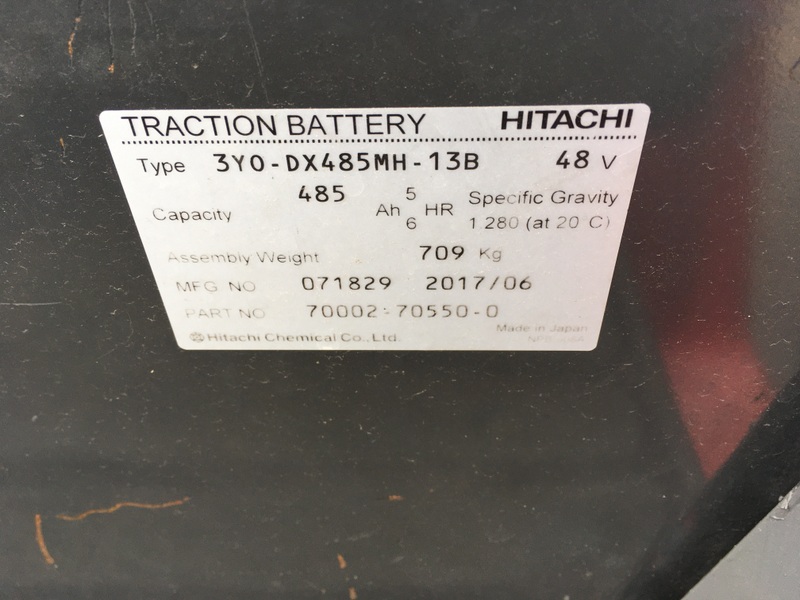 TRACTION BATTERY HITACHI
Type 3Y0-DX485MH-13B 48 V
Capacity 485 Ah 5 HR Specific Gravity
6 1 280 (at 20 C)
Assembly Weight 709 Kg
MFG NO 071829 2017/06
PART NO 70002-70550-0
Hitachi Chemical Co., Ltd. Made in Japan